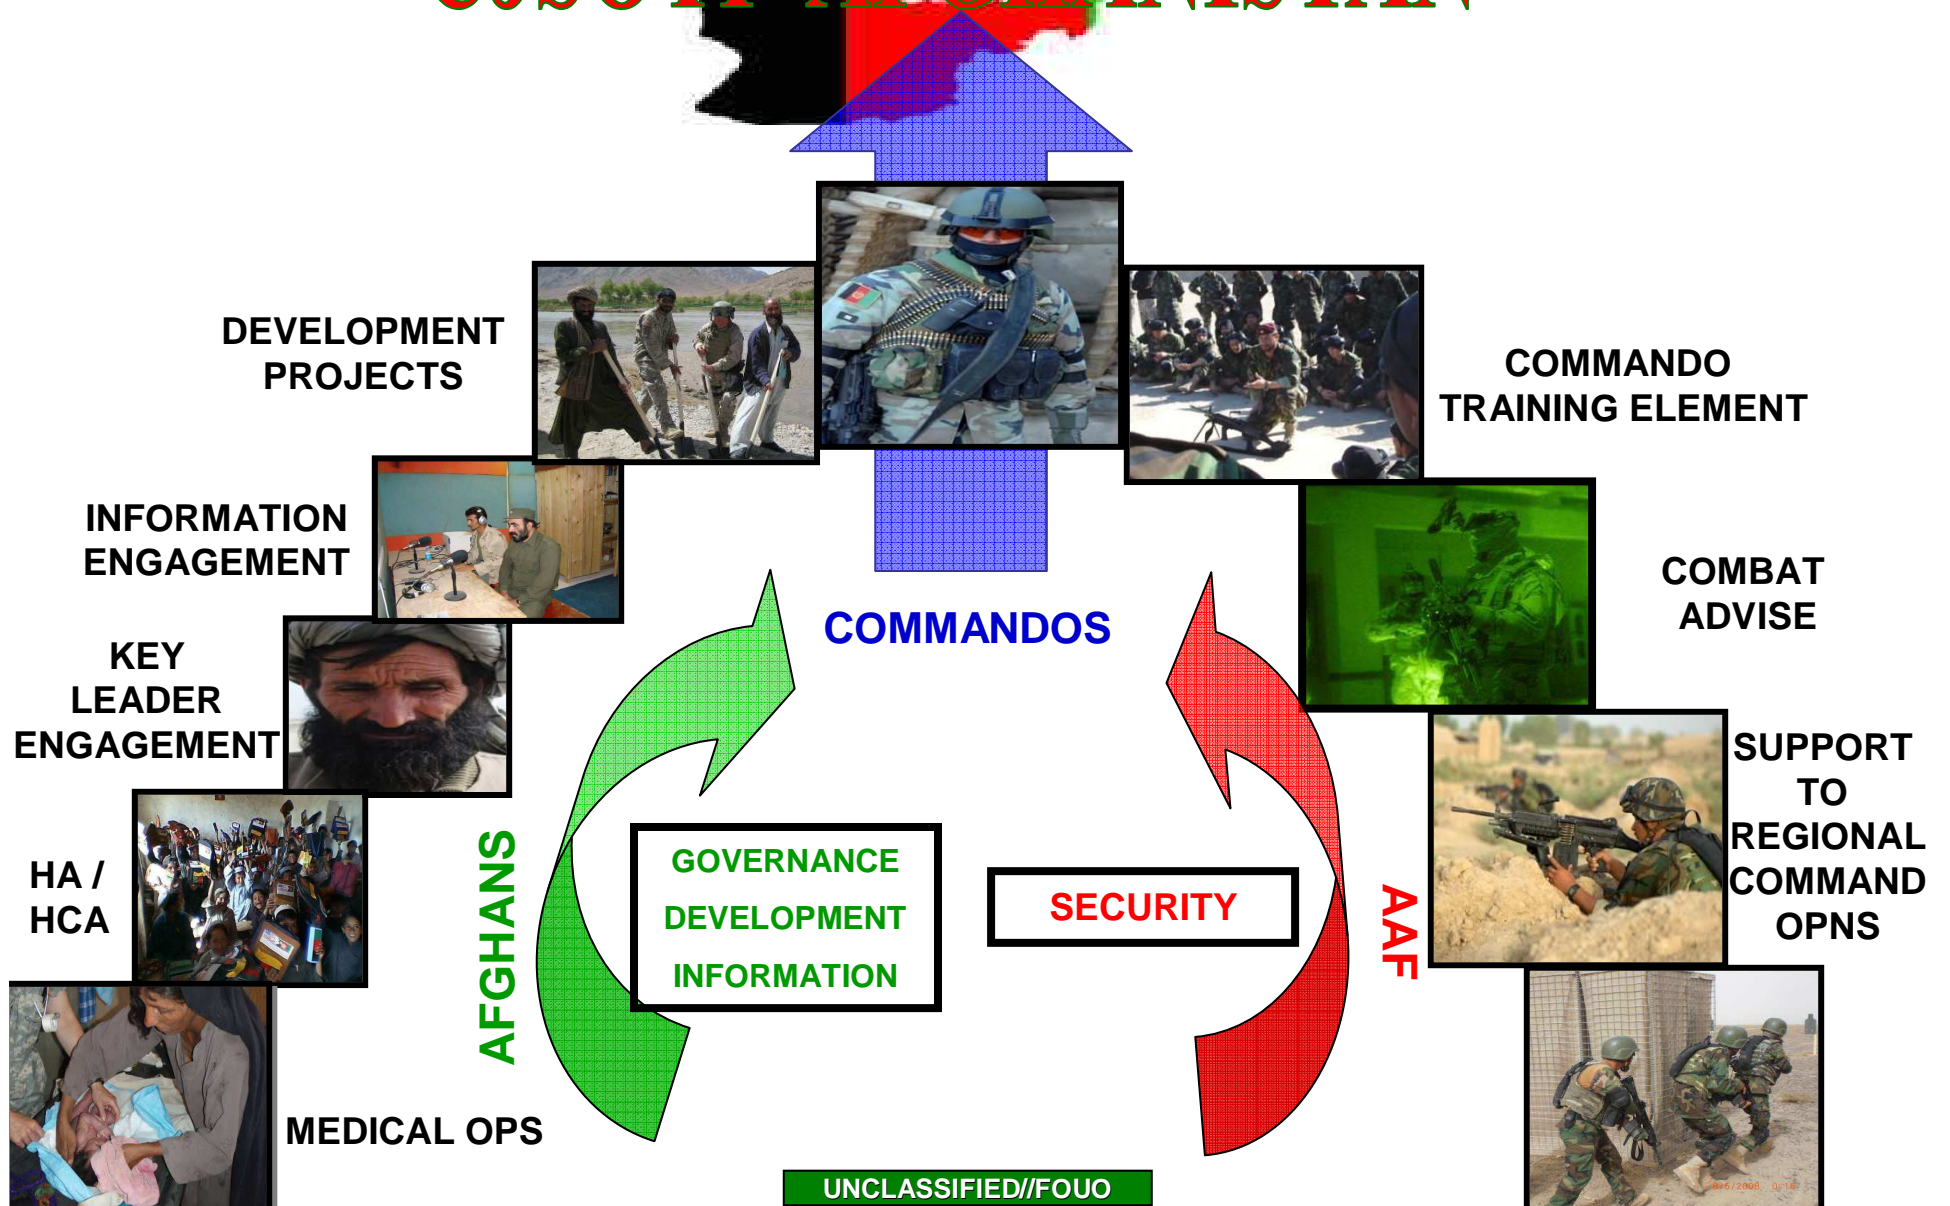 AFGHANISTAN
DEVELOPMENT
PROJECTS
COMMANDO
TRAINING ELEMENT
INFORMATION
ENGAGEMENT
COMBAT
ADVISE
COMMANDOS
KEY
LEADER
ENGAGEMENT
SUPPORT
TO
REGIONAL
COMMAND
OPNS
HA /
HCA
AFGHANS
GOVERNANCE
DEVELOPMENT
INFORMATION
SECURITY
AAF
MEDICAL OPS
UNCLASSIFIED//FOUO